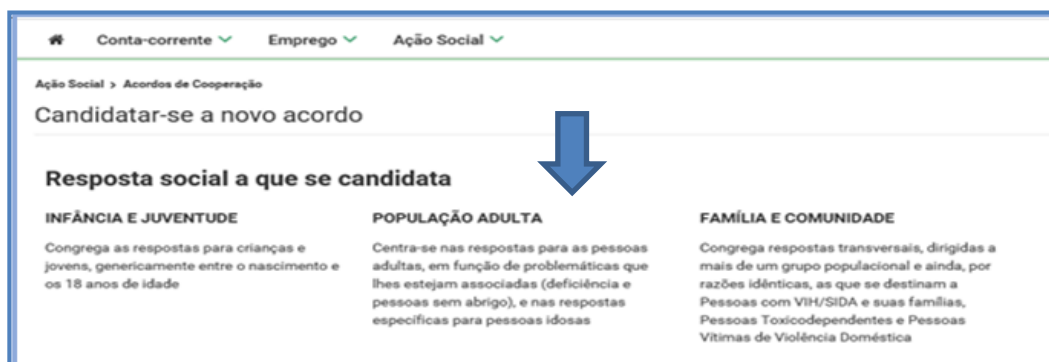 Conta-corrente Emprego Ação Social
Ação Social > Acordos de Cooperação
Candidatar-se a novo acordo
Resposta social a que se candidata
INFÂNCIA E JUVENTUDE
Congrega as respostas para crianças e
jovens, genericamente entre o nascimento e
os 18 anos de idade
POPULAÇÃO ADULTA
Centra-se nas respostas para as pessoas
adultas, em função de problemáticas que
lhes estejam associadas (deficiência e
pessoas sem abrigo), e nas respostas
específicas para pessoas idosas
FAMÍLIA E COMUNIDADE
Congrega respostas transversais, dirigidas a
mais de um grupo populacional e ainda, por
razões idênticas, as que se destinam a
Pessoas com VIH/SIDA e suas famílias,
Pessoas Toxicodependentes e Pessoas
Vítimas de Violência Doméstica